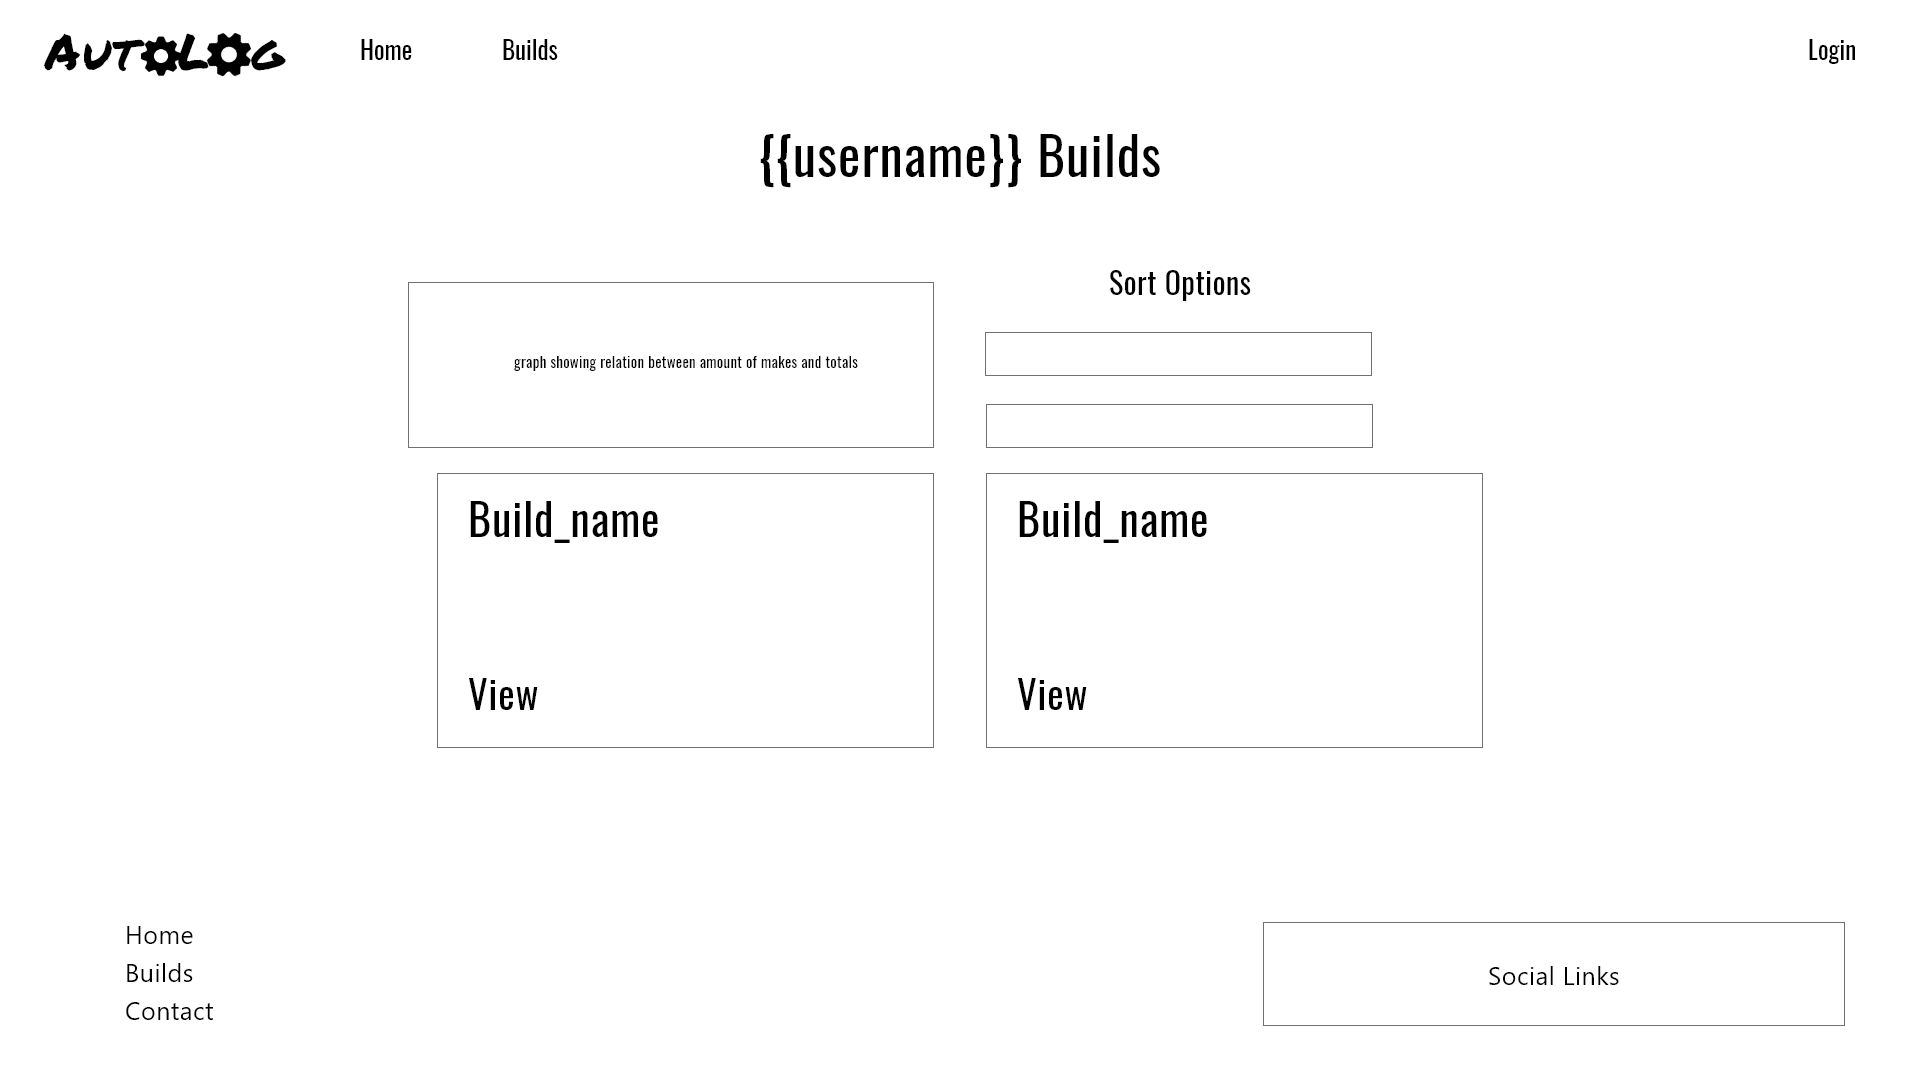 AutoLog
Home
Builds
Login
{{username}} Builds
graph showing relation between amount of makes and totals
Sort Options
Build_name
View
Build_name
View
Home
Builds
Contact
Social Links